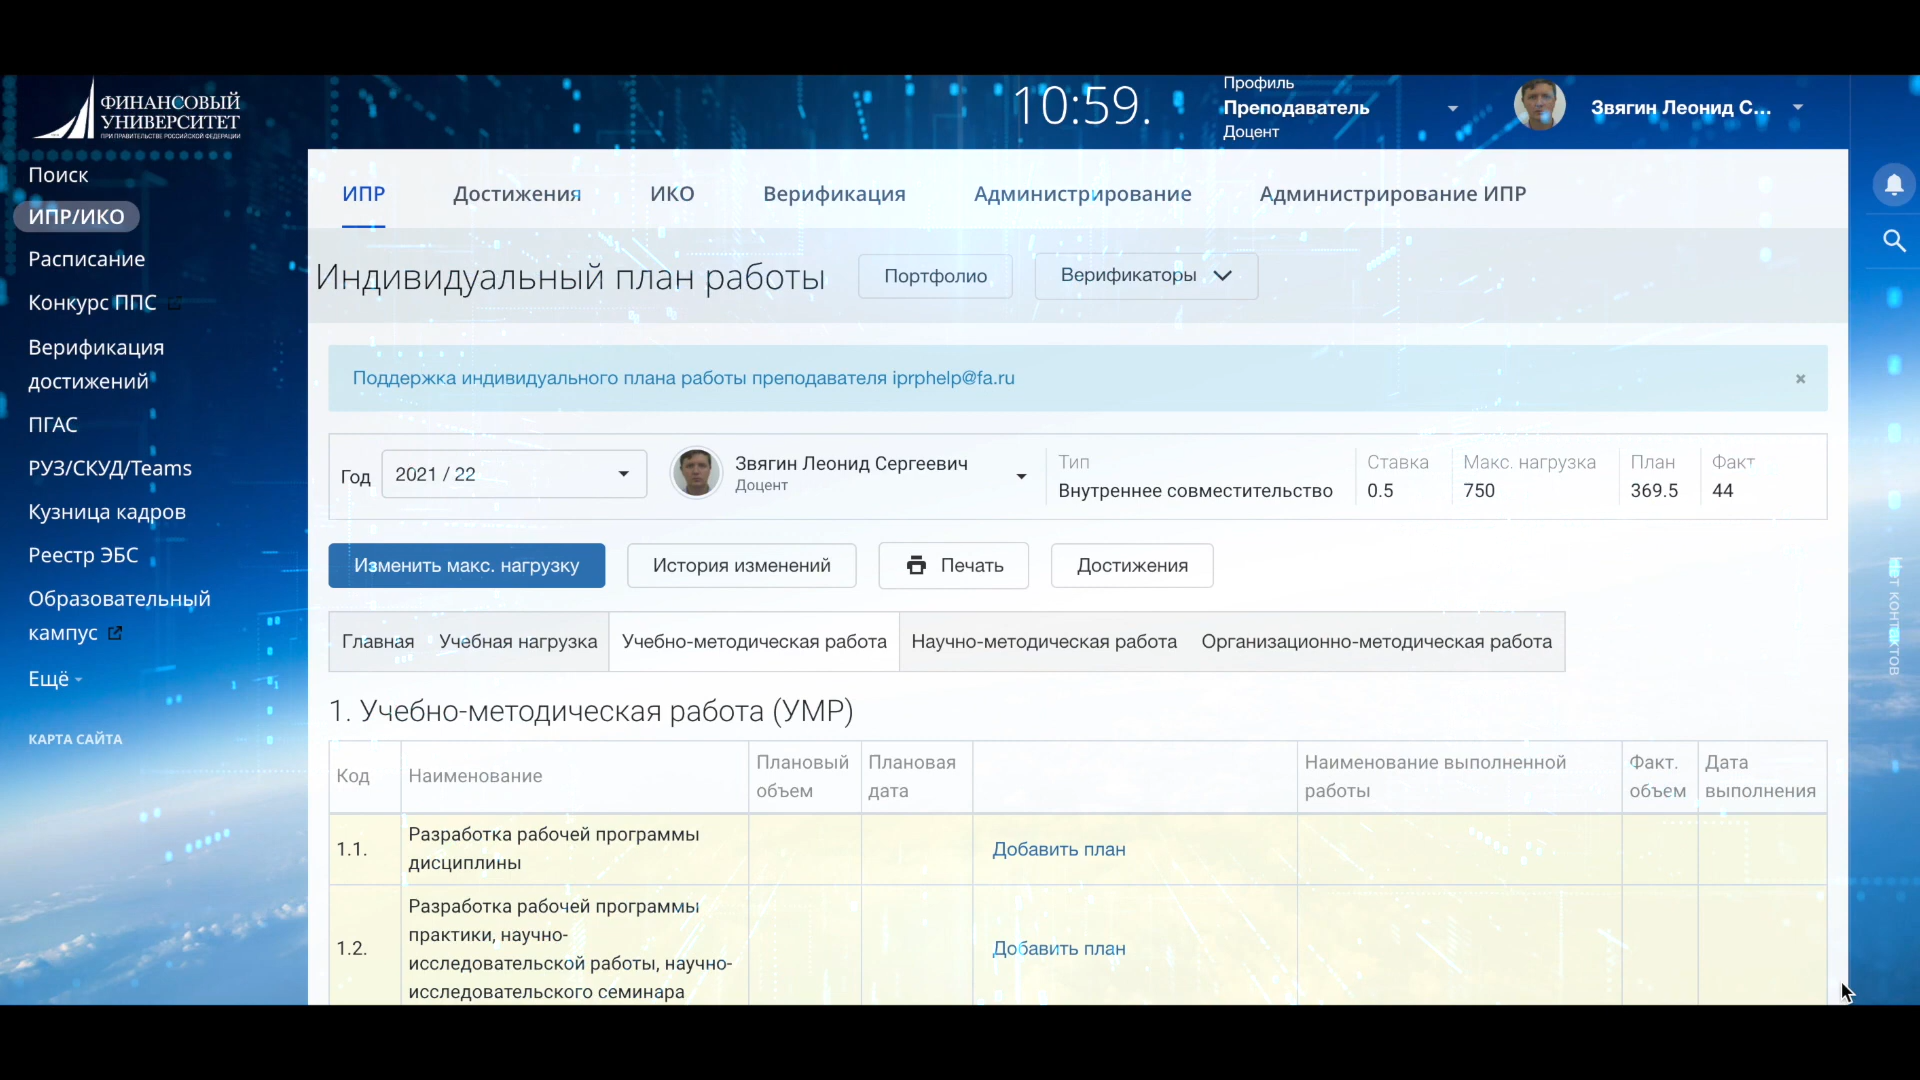 ФИНАНСОВЫЙ
УНИВЕРСИТЕТ
ПРИ ПРАВИТЕЛЬСТВЕ РОССИЙСКОЙ ФЕДЕРАЦИИ
10:59.
Профиль
Преподаватель
Доцент
Звягин Леонид С...
Поиск
ИПР/ИКО
Расписание
Конкурс ППС
Верификация
достижений
ПГАС
РУЗ/СКУД/Teams
Кузница кадров
Реестр ЭБС
Образовательный
кампус
Ещё
КАРТА САЙТА
ИПР Достижения ИКО Верификация Администрирование Администрирование ИПР
Индивидуальный план работы Портфолио Верификаторы
Поддержка индивидуального плана работы преподавателя iprphelp@fa.ru ×
Год 2021 / 22
Звягин Леонид Сергеевич
Доцент
Тип Ставка Макс. нагрузка План Факт
Внутреннее совместительство 0.5 750 369.5 44
Изменить макс. нагрузку История изменений Печать Достижения
Главная Учебная нагрузка Учебно-методическая работа Научно-методическая работа Организационно-методическая работа
1. Учебно-методическая работа (УМР)
Код Наименование Плановый объем Плановая дата Наименование выполненной работы Факт. объем Дата выполнения
1.1. Разработка рабочей программы дисциплины Добавить план
1.2. Разработка рабочей программы
практики, научно-
исследовательской работы, научно-
исследовательского семинара
Добавить план
Нет контактов